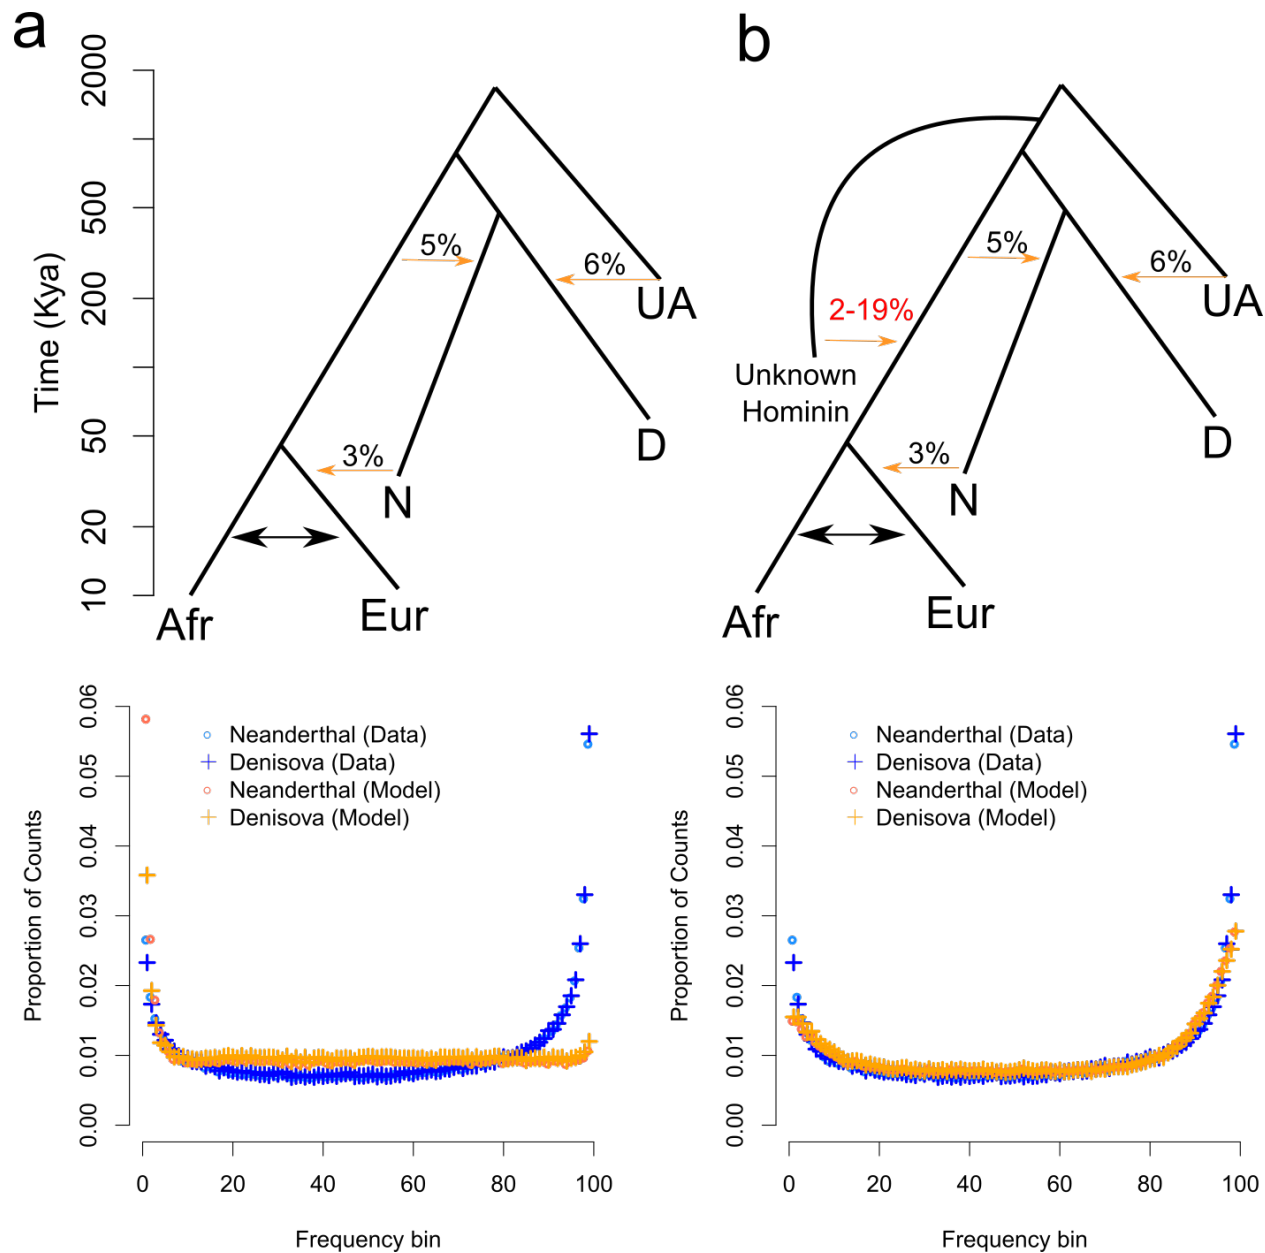 a
Time (Kya)
2000
500
200
50
20
10
5%
6%
UA
D
3%
N
Afr
Eur
b
5%
6%
UA
2-19%
Unknown
Hominin
D
3%
N
Afr
Eur
Proportion of Counts
0.06
0.05
0.04
0.03
0.02
0.01
0.00
Neanderthal (Data)
Denisova (Data)
Neanderthal (Model)
Denisova (Model)
0 20 40 60 80 100
Frequency bin
Proportion of Counts
0.06
0.05
0.04
0.03
0.02
0.01
0.00
Neanderthal (Data)
Denisova (Data)
Neanderthal (Model)
Denisova (Model)
0 20 40 60 80 100
Frequency bin